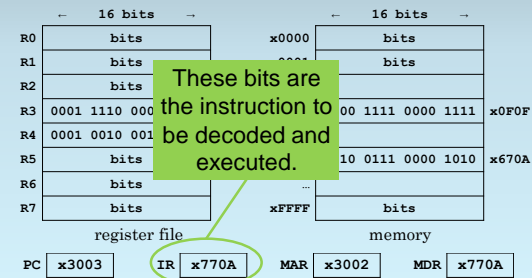 ← 16 bits → ← 16 bits →
R0 bits x0000 bits
R1 bits bits
R2 bits
R3 0001 1110 000 00 1111 0000 1111 x0F0F
R4 0001 0010 001
R5 bits 10 0111 0000 1010 x670A
R6 bits …
R7 bits xFFFF bits
These bits are
the instruction to
be decoded and
executed.
register file memory
PC x3003 IR x770A MAR x3002 MDR x770A